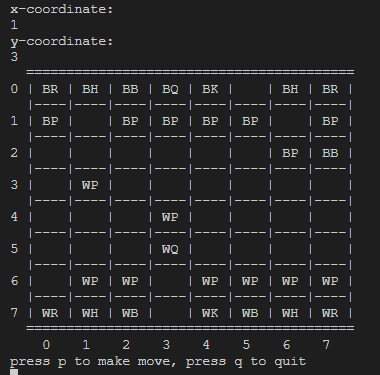 x-coordinate:
1
y-coordinate:
3
   =========================================
0 | BR | BH | BB | BQ | BK |    | BH | BR |
  |----|----|----|----|----|----|----|----|
1 | BP |    | BP | BP | BP | BP |    | BP |
  |----|----|----|----|----|----|----|----|
2 |    |    |    |    |    |    | BP | BB |
  |----|----|----|----|----|----|----|----|
3 |    | WP |    |    |    |    |    |    |
  |----|----|----|----|----|----|----|----|
4 |    |    |    | WP |    |    |    |    |
  |----|----|----|----|----|----|----|----|
5 |    |    |    | WQ |    |    |    |    |
  |----|----|----|----|----|----|----|----|
6 |    | WP | WP |    | WP | WP | WP | WP |
  |----|----|----|----|----|----|----|----|
7 | WR | WH | WB |    | WK | WB | WH | WR |
   =========================================
    0    1    2    3    4    5    6    7
press p to make move, press q to quit